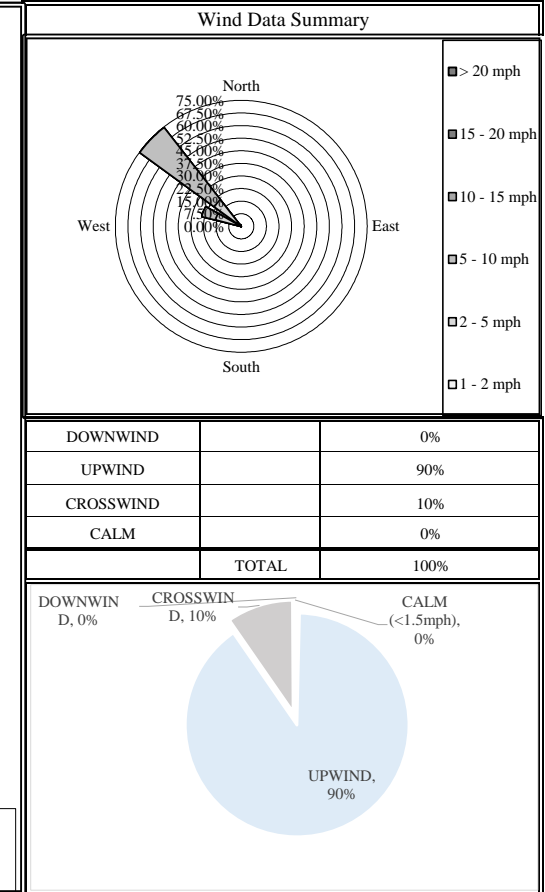 Wind Data Summary
North
75.00%
67.50%
60.00%
52.50%
45.00%
37.50%
30.00%
22.50%
15.00%
7.50%
0.00%
West
East
South
> 20 mph
15 - 20 mph
10 - 15 mph
5 - 10 mph
2 - 5 mph
1 - 2 mph
DOWNWIND 0%
UPWIND 90%
CROSSWIND 10%
CALM 0%
TOTAL 100%
DOWNWIN
D, 0%
CROSSWIN
D, 10%
CALM
(<1.5mph),
0%
UPWIND,
90%